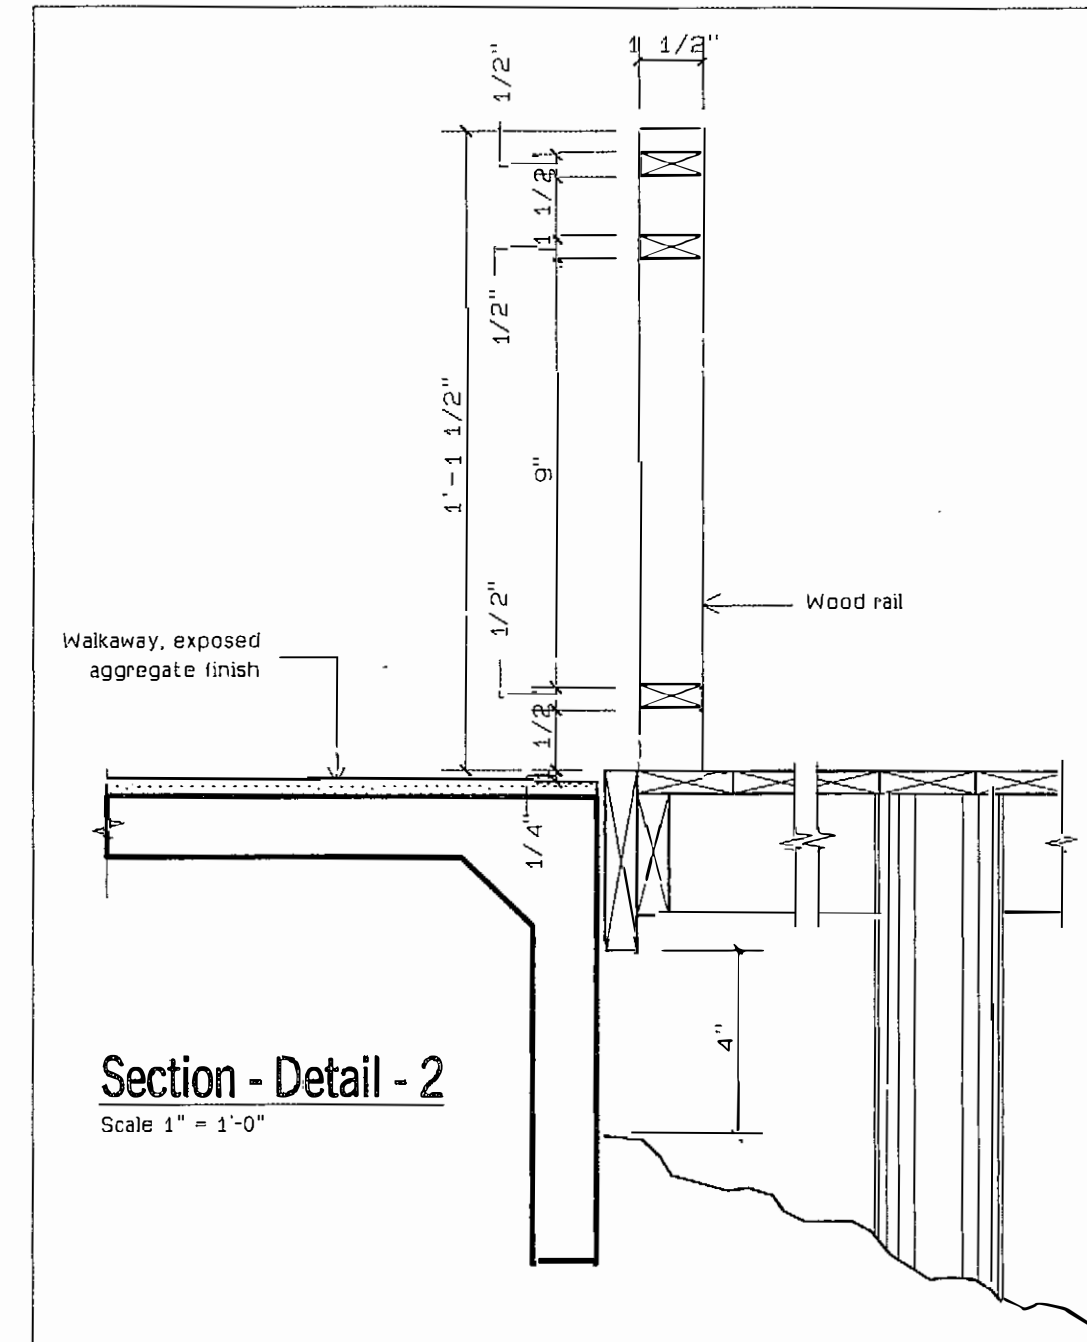 1 1/2"
1/2"
1 1/2"
1/2"
1'-1 1/2"
9"
1/2"
Wood rail
Walkaway, exposed
aggregate finish
1/2
1/4"
4"
Section - Detail - 2
Scale 1" = 1'-0"